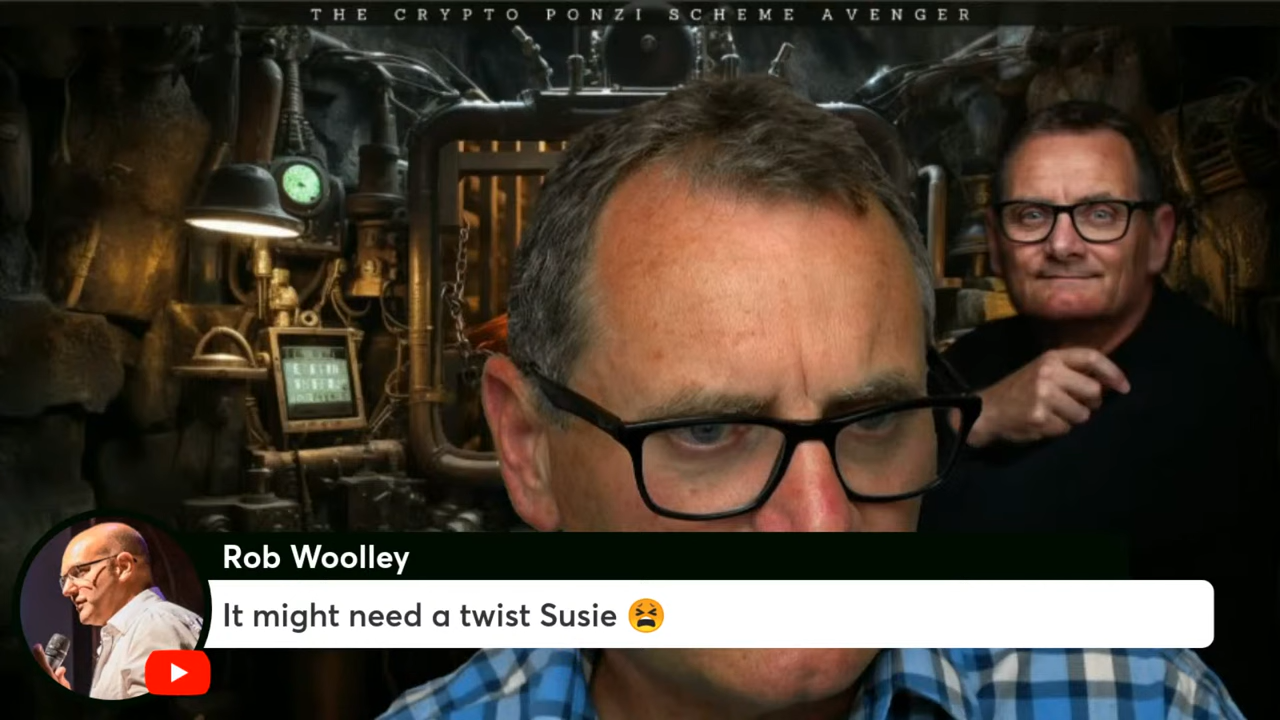 THE CRYPTO PONZI SCHEME AVENGER
Rob Woolley
It might need a twist Susie 😫